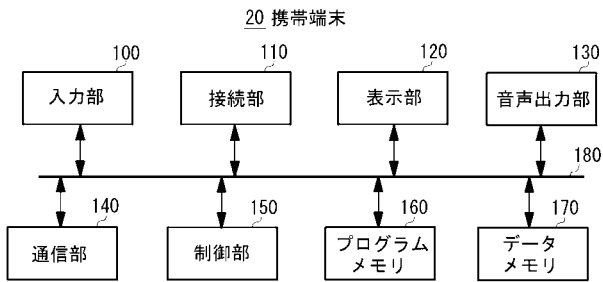 20 携帯端末
100
110
120
130
入力部
接続部
表示部
音声出力部
180
140
150
160
170
通信部
制御部
プログラム
メモリ
データ
メモリ